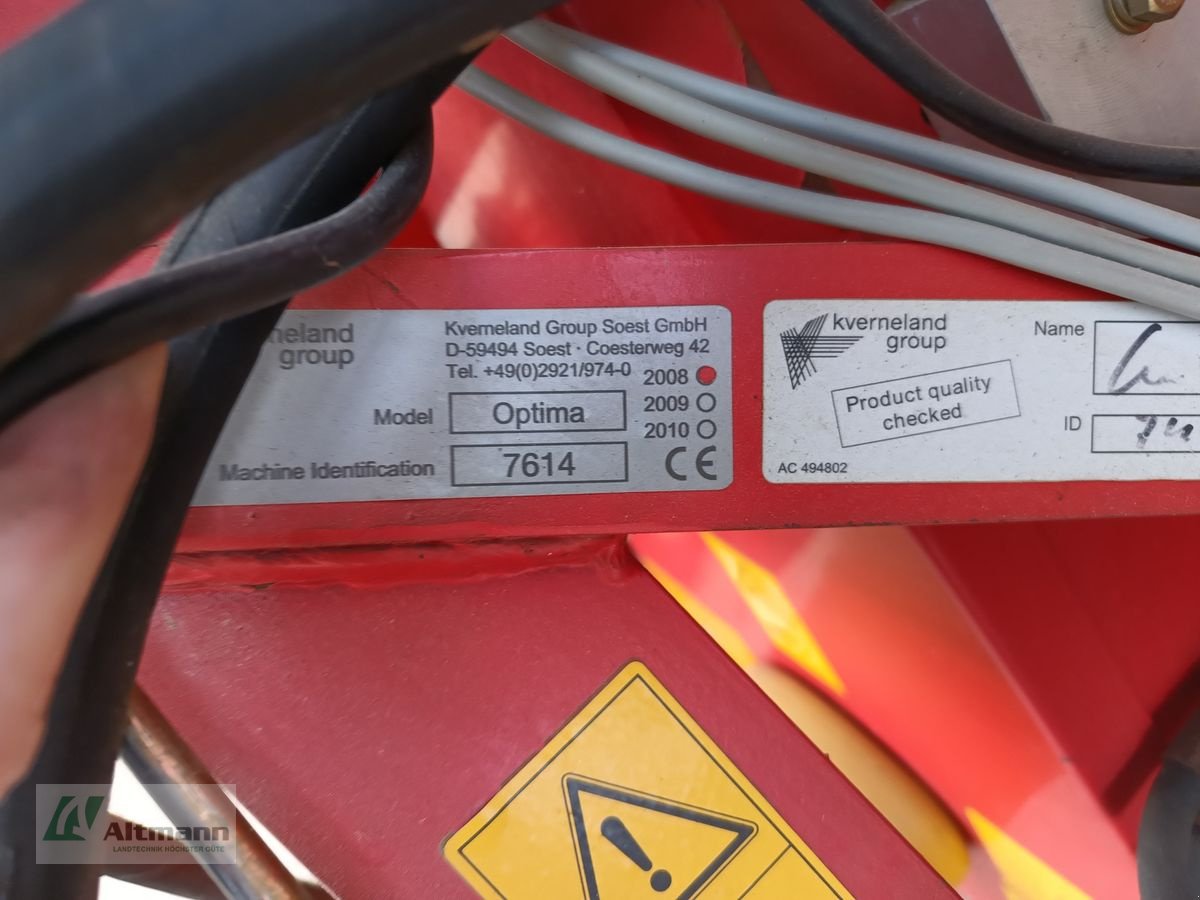 neland
group
Kverneland Group Soest GmbH
D-59494 Soest · Coesterweg 42
Tel. +49(0)2921/974-0
2008
2009
2010
Model
Optima
Machine Identification
7614
CE
kverneland
group
Product quality
checked
AC 494802
Name
ID
Altmann
LANDTECHNIK HÖCHSTER GÜTE